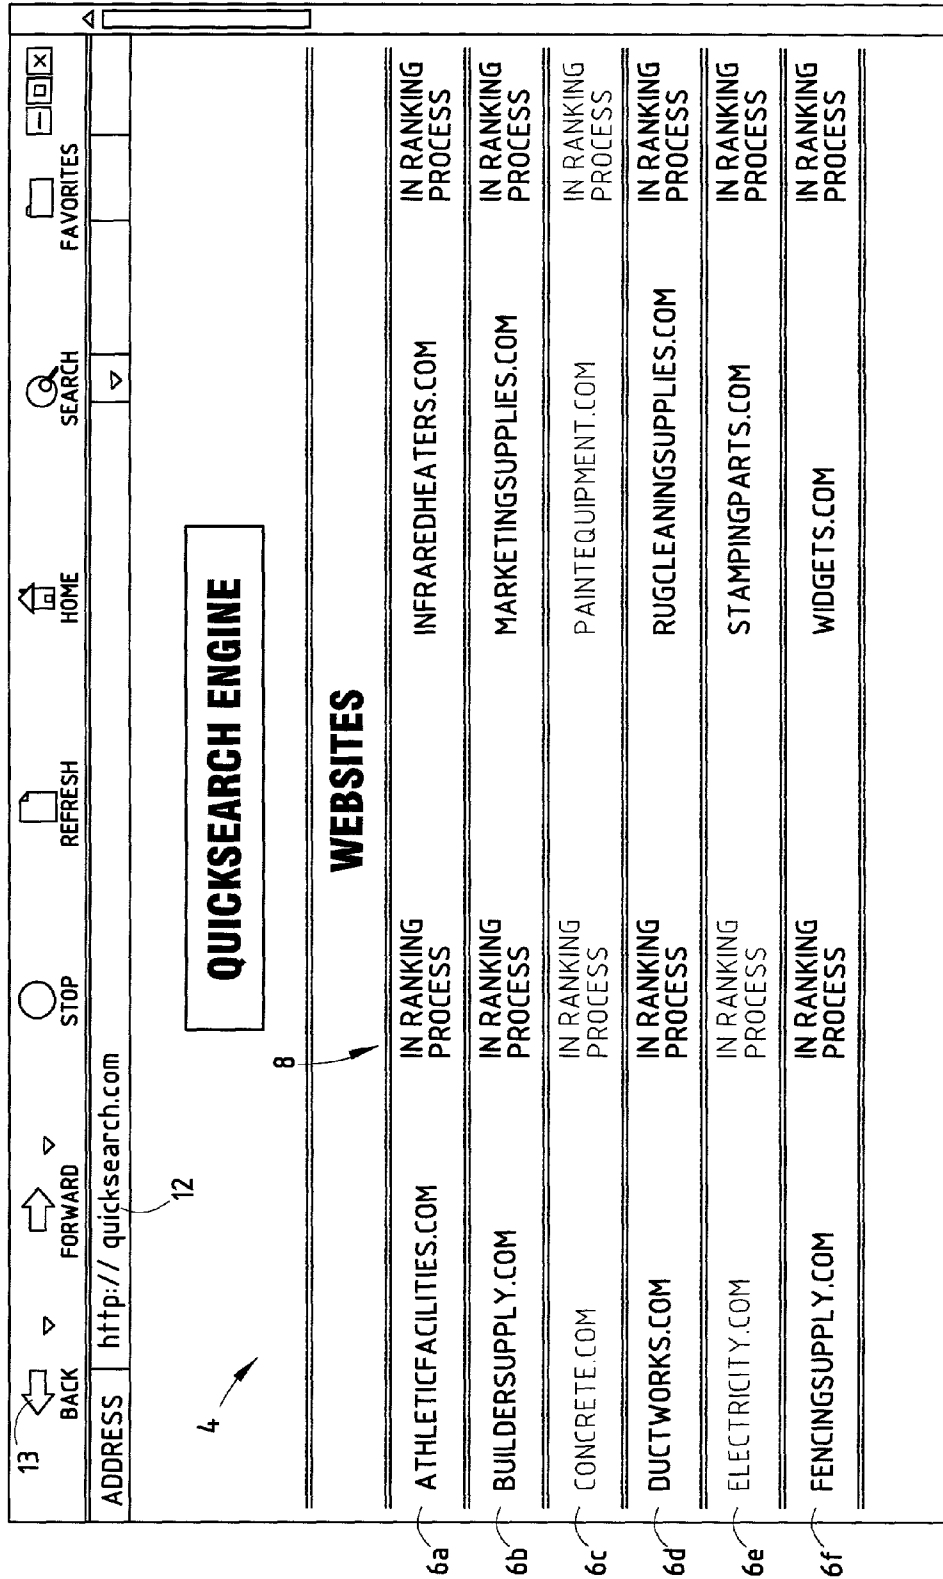 13
BACK
FORWARD
STOP
REFRESH
HOME
SEARCH
FAVORITES
ADDRESS
http:// quicksearch.com
12
4
QUICKSEARCH ENGINE
8
WEBSITES
6a
ATHLETICFACILITIES.COM
IN RANKING
PROCESS
INFRAREDHEATERS.COM
IN RANKING
PROCESS
6b
BUILDERSUPPLY.COM
IN RANKING
PROCESS
MARKETINGSUPPLIES.COM
IN RANKING
PROCESS
6c
CONCRETE.COM
IN RANKING
PROCESS
PAINTEQUIPMENT.COM
IN RANKING
PROCESS
6d
DUCTWORKS.COM
IN RANKING
PROCESS
RUGCLEANINGSUPPLIES.COM
IN RANKING
PROCESS
6e
ELECTRICITY.COM
IN RANKING
PROCESS
STAMPINGPARTS.COM
IN RANKING
PROCESS
6f
FENCINGSUPPLY.COM
IN RANKING
PROCESS
WIDGETS.COM
IN RANKING
PROCESS